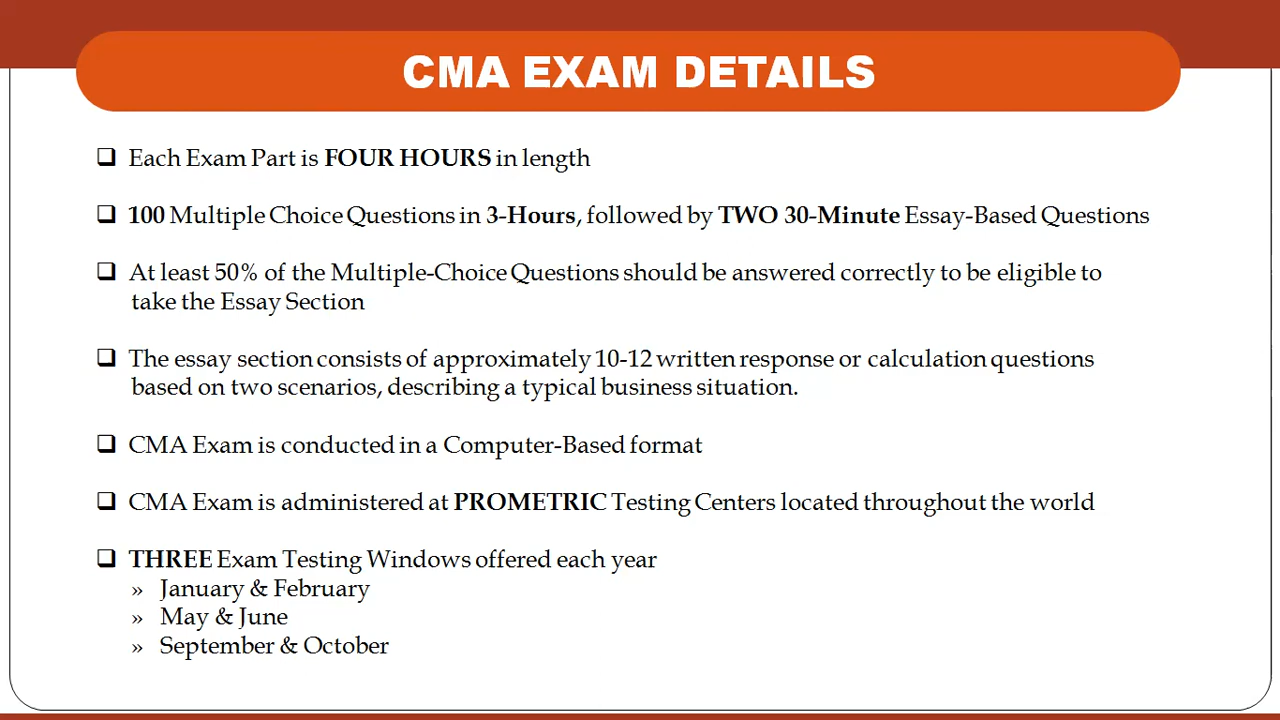 CMA EXAM DETAILS
❑ Each Exam Part is FOUR HOURS in length
❑ 100 Multiple Choice Questions in 3-Hours, followed by TWO 30-Minute Essay-Based Questions
❑ At least 50% of the Multiple-Choice Questions should be answered correctly to be eligible to
take the Essay Section
❑ The essay section consists of approximately 10-12 written response or calculation questions
based on two scenarios, describing a typical business situation.
❑ CMA Exam is conducted in a Computer-Based format
❑ CMA Exam is administered at PROMETRIC Testing Centers located throughout the world
❑ THREE Exam Testing Windows offered each year
» January & February
» May & June
» September & October